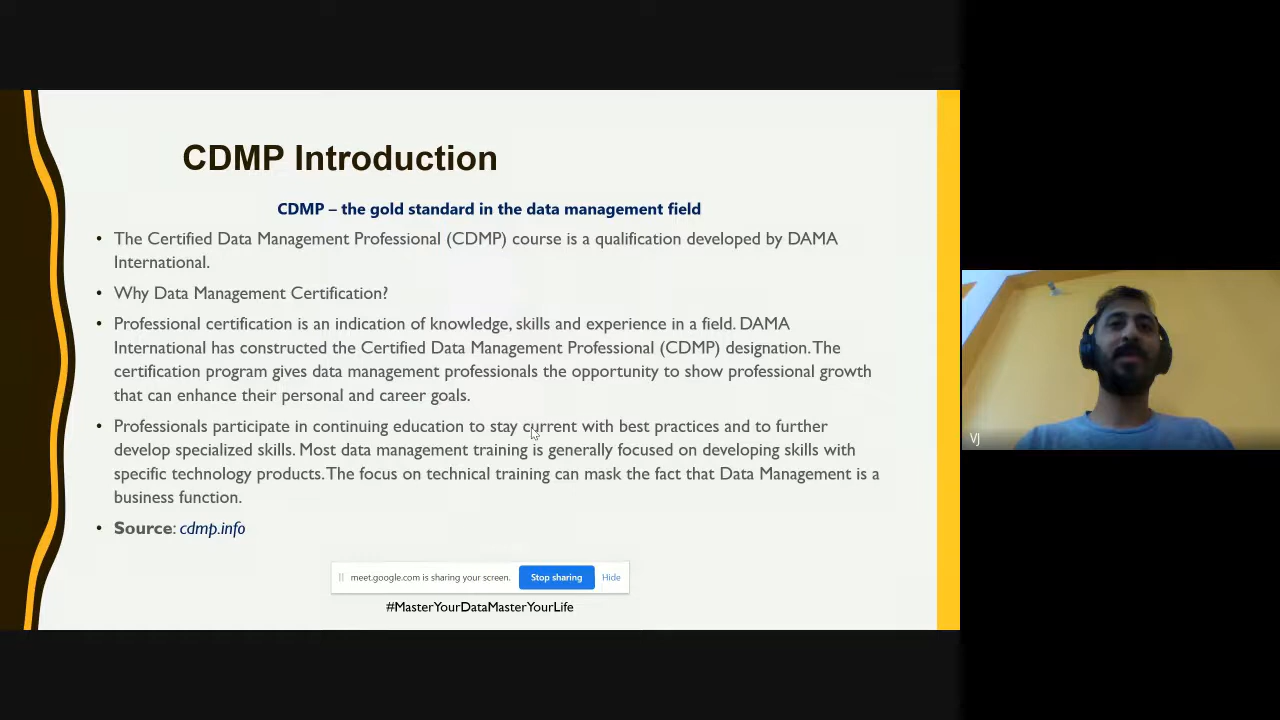 CDMP Introduction
CDMP – the gold standard in the data management field
• The Certified Data Management Professional (CDMP) course is a qualification developed by DAMA
International.
• Why Data Management Certification?
• Professional certification is an indication of knowledge, skills and experience in a field. DAMA
International has constructed the Certified Data Management Professional (CDMP) designation. The
certification program gives data management professionals the opportunity to show professional growth
that can enhance their personal and career goals.
• Professionals participate in continuing education to stay current with best practices and to further
develop specialized skills. Most data management training is generally focused on developing skills with
specific technology products. The focus on technical training can mask the fact that Data Management is a
business function.
• Source: cdmp.info
meet.google.com is sharing your screen. Stop sharing Hide
#MasterYourDataMasterYourLife
VJ